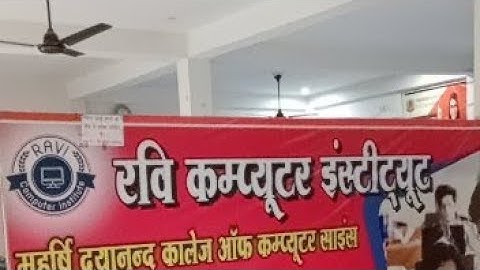 RAVI
Computer Institute
रवि कम्प्यूटर इंस्टीट्यूट
महर्षि दयानन्द कालेज ऑफ कम्प्यूटर साइंस